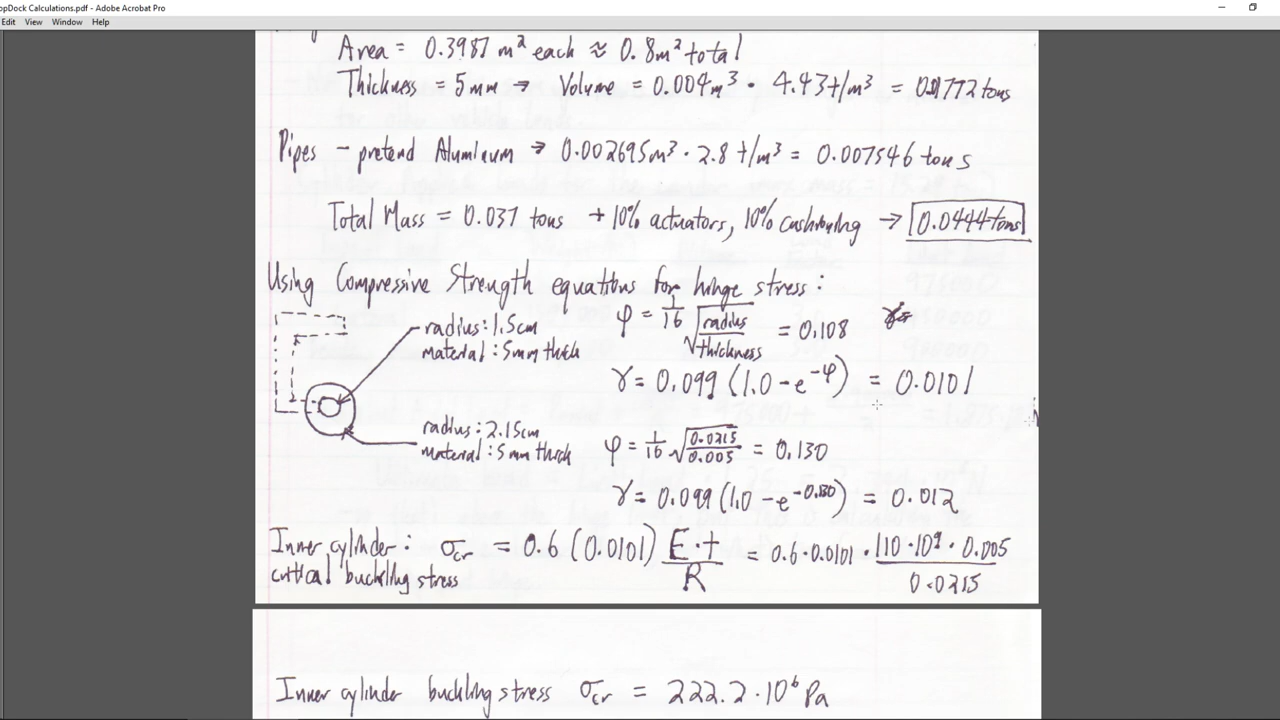 opDock Calculations.pdf - Adobe Acrobat Pro
Edit View Window Help
Area = 0.3987 m² each ≈ 0.8m² total
Thickness = 5mm → Volume = 0.004m³ · 4.43t/m³ = 0.01772 tons
Pipes - pretend Aluminum → 0.002695m³ · 2.8 t/m³ = 0.007546 tons
Total Mass = 0.037 tons + 10% actuators, 10% cushioning → 0.0444tons
Using Compressive Strength equations for hinge stress:
radius: 1.5cm
material: 5mm thick
φ = 1/16 √(radius/thickness) = 0.108
γ = 0.099 (1.0 - e^-φ) = 0.0101
radius: 2.15cm
material: 5mm thick
φ = 1/16 √(0.0215/0.005) = 0.130
γ = 0.099 (1.0 - e^-0.130) = 0.012
Inner cylinder: σcr = 0.6 (0.0101) E·t/R = 0.6·0.0101 · 110·10⁹·0.005/0.0215
critical buckling stress
Inner cylinder buckling stress σcr = 222.2·10⁶ Pa